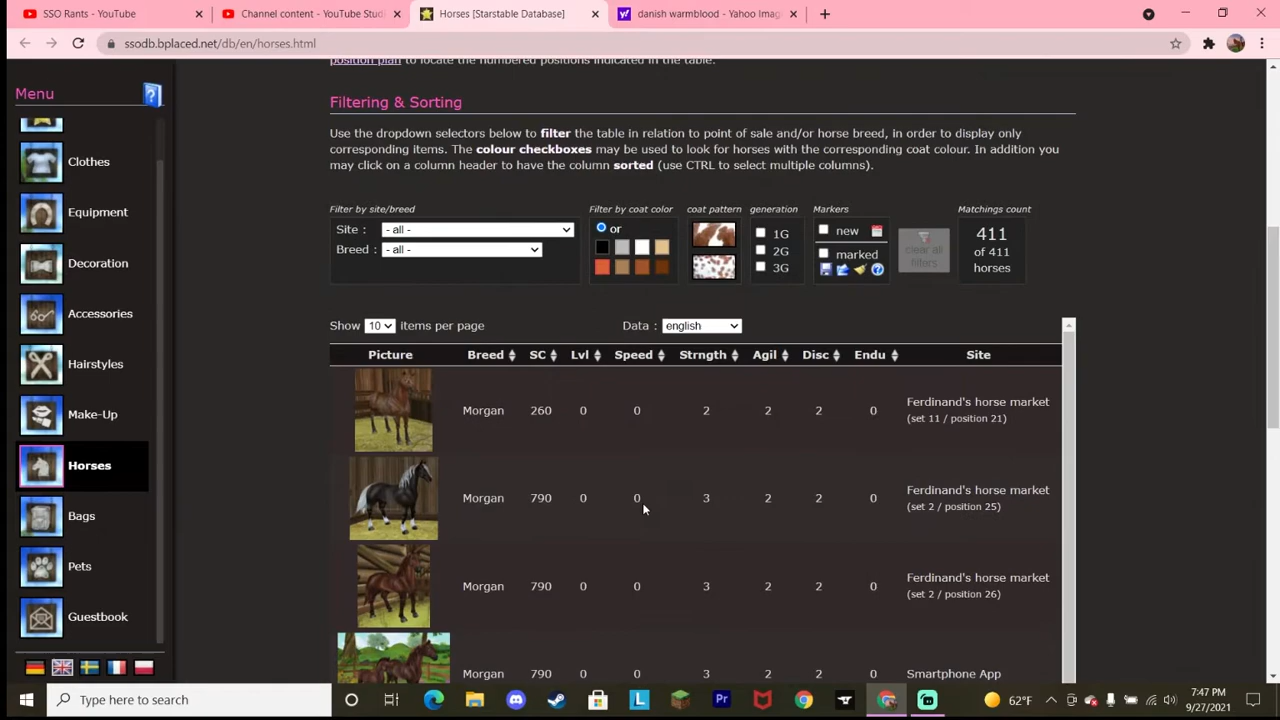 SSO Rants - YouTube
Channel content - YouTube Studi
Horses [Starstable Database]
danish warmblood - Yahoo Imag
ssodb.bplaced.net/db/en/horses.html
Menu
Clothes
Equipment
Decoration
Accessories
Hairstyles
Make-Up
Horses
Bags
Pets
Guestbook
position plan to locate the numbered positions indicated in the table.
Filtering & Sorting
Use the dropdown selectors below to filter the table in relation to point of sale and/or horse breed, in order to display only
corresponding items. The colour checkboxes may be used to look for horses with the corresponding coat colour. In addition you
may click on a column header to have the column sorted (use CTRL to select multiple columns).
Filter by site/breed Filter by coat color coat pattern generation Markers Matchings count
Site : - all -
Breed : - all -
or
1G
2G
3G
new
marked
clear all
filters
411
of 411
horses
Show 10 items per page Data : english
Picture Breed SC Lvl Speed Strngth Agil Disc Endu Site
Morgan 260 0 0 2 2 2 0 Ferdinand's horse market
(set 11 / position 21)
Morgan 790 0 0 3 2 2 0 Ferdinand's horse market
(set 2 / position 25)
Morgan 790 0 0 3 2 2 0 Ferdinand's horse market
(set 2 / position 26)
Morgan 790 0 0 3 2 2 0 Smartphone App
Type here to search
L
Pr
62°F
7:47 PM
9/27/2021